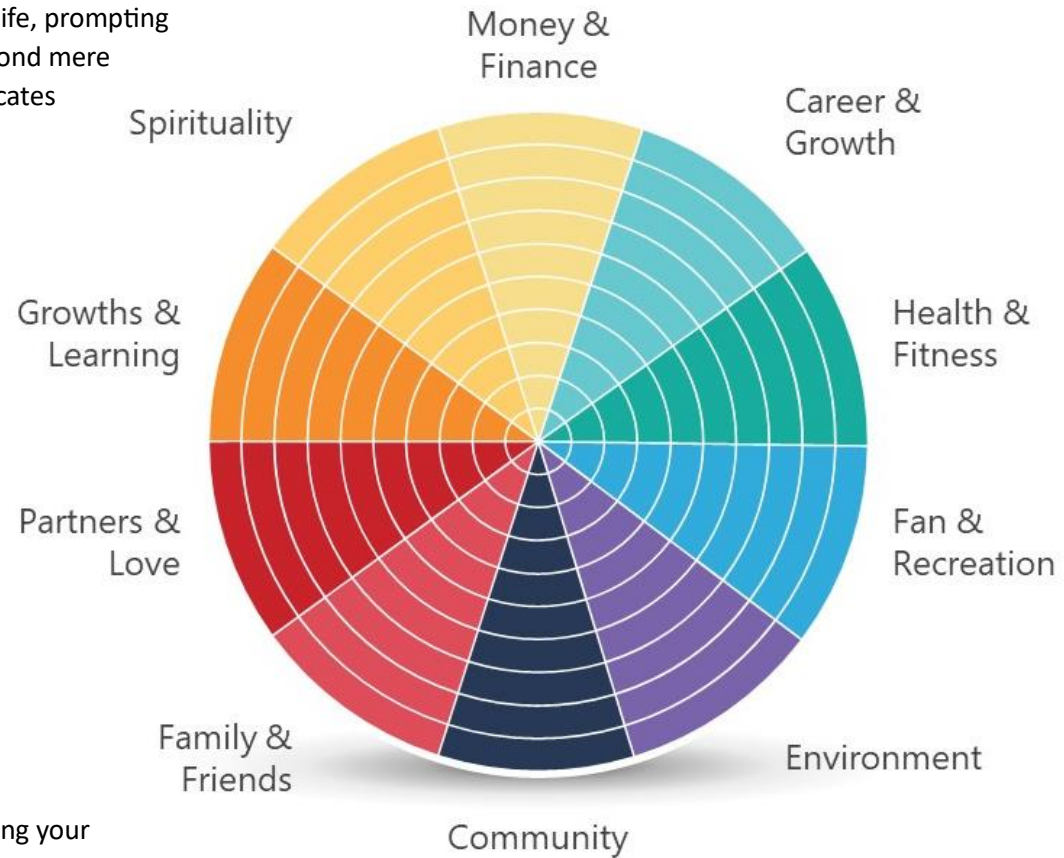 ife, prompting
ond mere
cates
Money &
Finance
Career &
Growth
Spirituality
Growths &
Learning
Health &
Fitness
Partners &
Love
Fan &
Recreation
Family &
Friends
Environment
ng your
Community